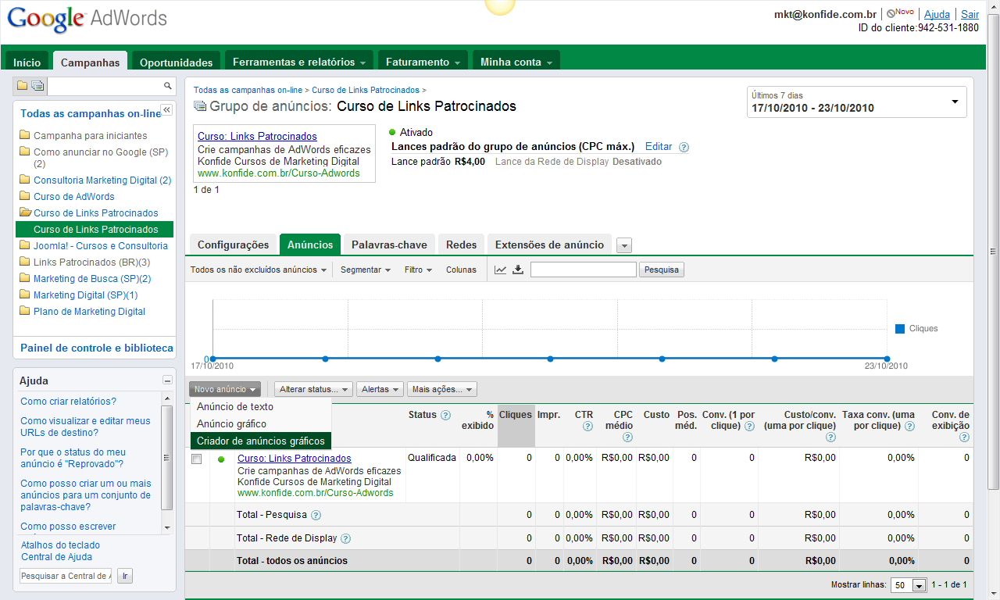 Google AdWords
mkt@konfide.com.br | Novo | Ajuda | Sair
ID do cliente:942-531-1880
Início
Campanhas
Oportunidades
Ferramentas e relatórios
Faturamento
Minha conta
Todas as campanhas on-line
Campanha para iniciantes
Como anunciar no Google (SP)
(2)
Consultoria Marketing Digital (2)
Curso de AdWords
Curso de Links Patrocinados
Curso de Links Patrocinados
Joomla! - Cursos e Consultoria
Links Patrocinados (BR)(3)
Marketing de Busca (SP)(2)
Marketing Digital (SP)(1)
Plano de Marketing Digital
Painel de controle e biblioteca
Ajuda
Como criar relatórios?
Como visualizar e editar meus
URLs de destino?
Por que o status do meu
anúncio é "Reprovado"?
Como posso criar um ou mais
anúncios para um conjunto de
palavras-chave?
Como posso escrever
Atalhos do teclado
Central de Ajuda
Pesquisar a Central de A
Ir
Todas as campanhas on-line > Curso de Links Patrocinados >
Grupo de anúncios: Curso de Links Patrocinados
Últimos 7 dias
17/10/2010 - 23/10/2010
Curso: Links Patrocinados
Crie campanhas de AdWords eficazes
Konfide Cursos de Marketing Digital
www.konfide.com.br/Curso-Adwords
1 de 1
Ativado
Lances padrão do grupo de anúncios (CPC máx.) Editar ?
Lance padrão R$4,00 Lance da Rede de Display Desativado
Configurações
Anúncios
Palavras-chave
Redes
Extensões de anúncio
Todos os não excluídos anúncios
Segmentar
Filtro
Colunas
Pesquisa
Cliques
0
17/10/2010
23/10/2010
Novo anúncio
Alterar status...
Alertas
Mais ações...
Anúncio de texto
Anúncio gráfico
Criador de anúncios gráficos
Status ?
% exibido
Cliques
Impr.
CTR ?
CPC médio ?
Custo
Pos. méd.
Conv. (1 por clique) ?
Custo/conv. (uma por clique) ?
Taxa conv. (uma por clique) ?
Conv. de exibição ?
Curso: Links Patrocinados Qualificada 0,00% 0 0 0,00% R$0,00 R$0,00 0 0 R$0,00 0,00% 0
Crie campanhas de AdWords eficazes
Konfide Cursos de Marketing Digital
www.konfide.com.br/Curso-Adwords
Total - Pesquisa ? 0 0 0,00% R$0,00 R$0,00 0 0 R$0,00 0,00% 0
Total - Rede de Display ? 0 0 0,00% R$0,00 R$0,00 0 0 R$0,00 0,00% 0
Total - todos os anúncios 0 0 0,00% R$0,00 R$0,00 0 0 R$0,00 0,00% 0
Mostrar linhas: 50 1 - 1 de 1